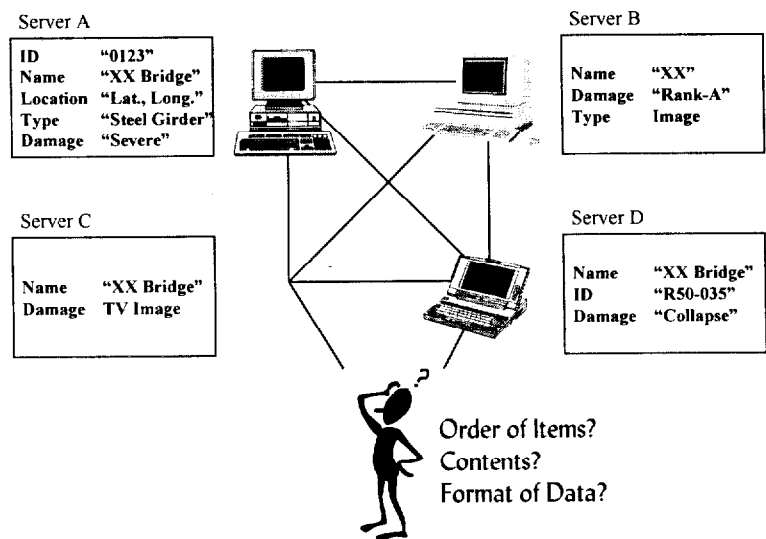 Server A
ID "0123"
Name "XX Bridge"
Location "Lat., Long."
Type "Steel Girder"
Damage "Severe"
Server B
Name "XX"
Damage "Rank-A"
Type Image
Server C
Name "XX Bridge"
Damage TV Image
Server D
Name "XX Bridge"
ID "R50-035"
Damage "Collapse"
?
Order of Items?
Contents?
Format of Data?